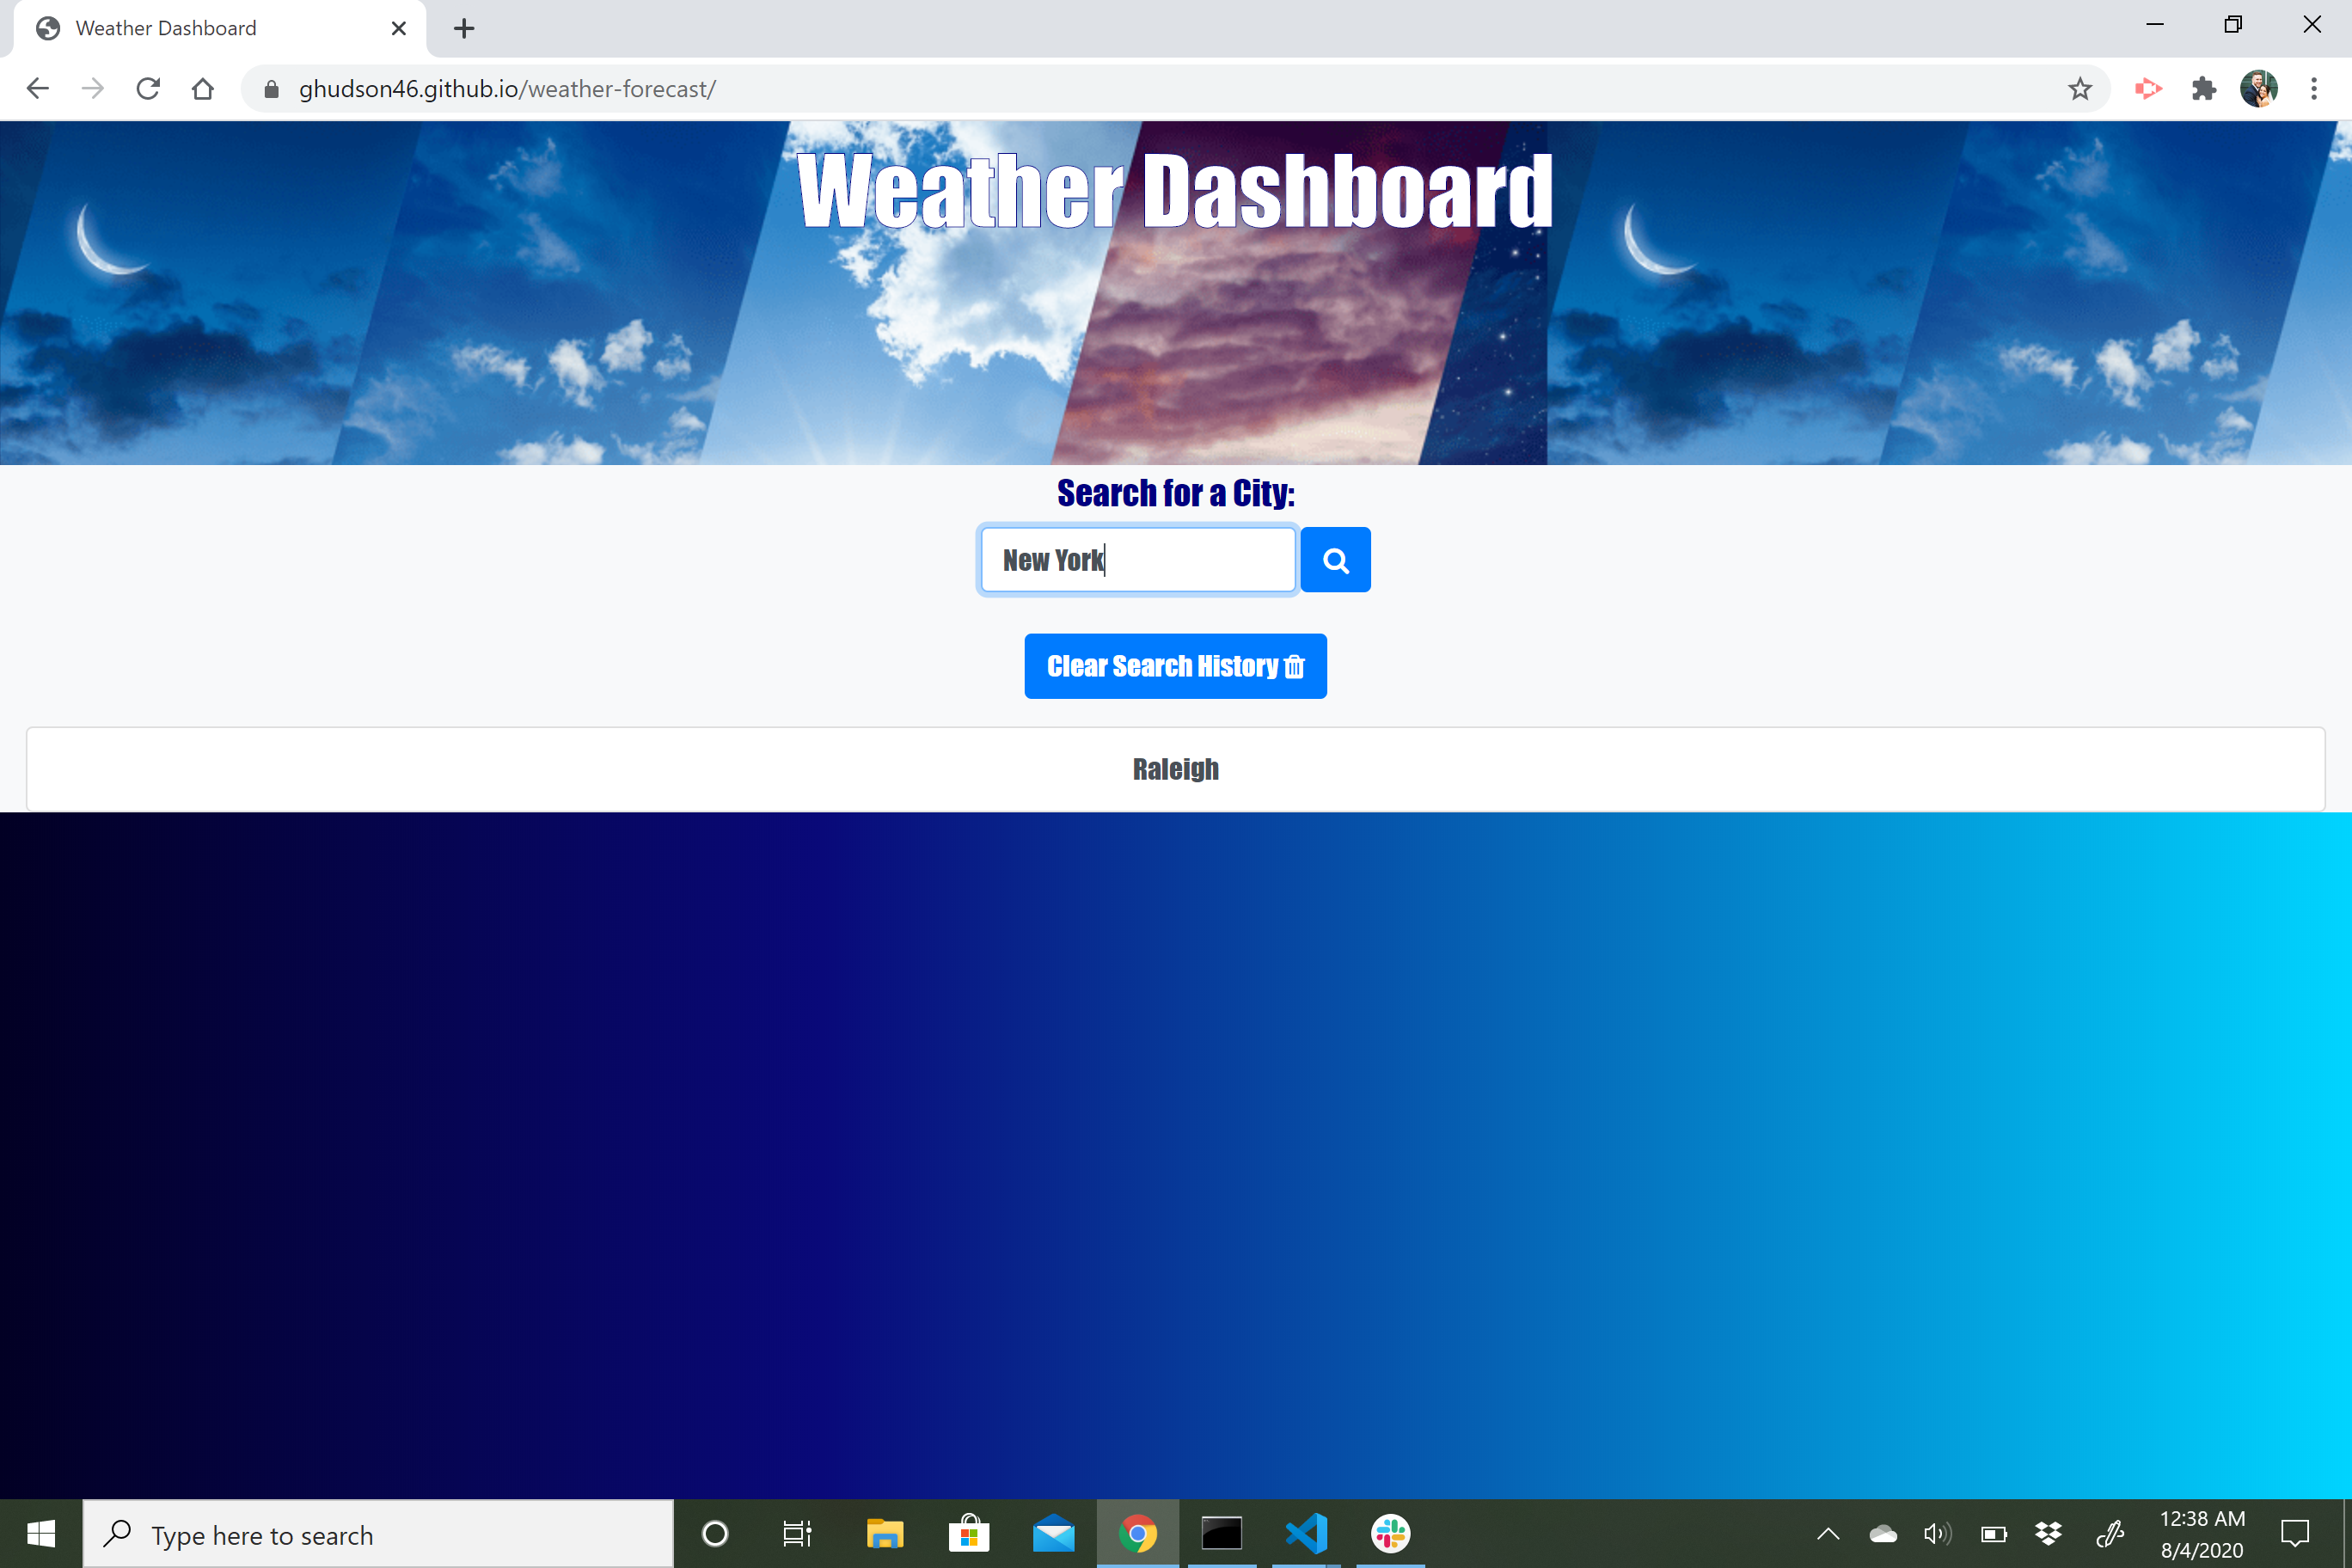 Weather Dashboard
ghudson46.github.io/weather-forecast/
Weather Dashboard
Search for a City:
New York
Clear Search History
Raleigh
Type here to search
12:38 AM
8/4/2020